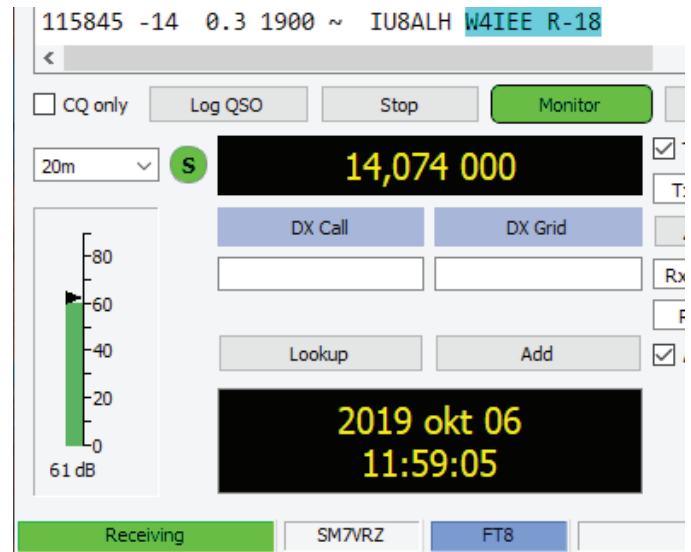 115845 -14 0.3 1900 ~ IU8ALH W4IEE R-18
CQ only Log QSO Stop Monitor
20m S 14,074 000
DX Call DX Grid
-80
-60
-40
-20
-0
61 dB
Lookup Add
2019 okt 06
11:59:05
Rx
Receiving SM7VRZ FT8